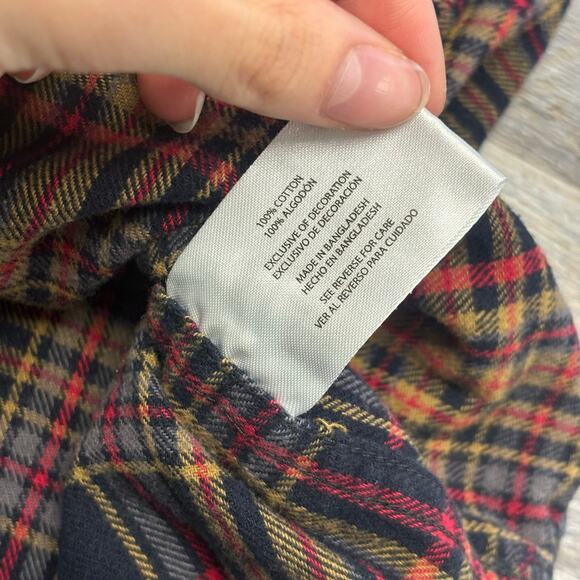 100% COTTON
100% ALGODÓN
EXCLUSIVE OF DECORATION
EXCLUSIVO DE DECORACIÓN
MADE IN BANGLADESH
HECHO EN BANGLADESH
SEE REVERSE FOR CARE
VER AL REVERSO PARA CUIDADO